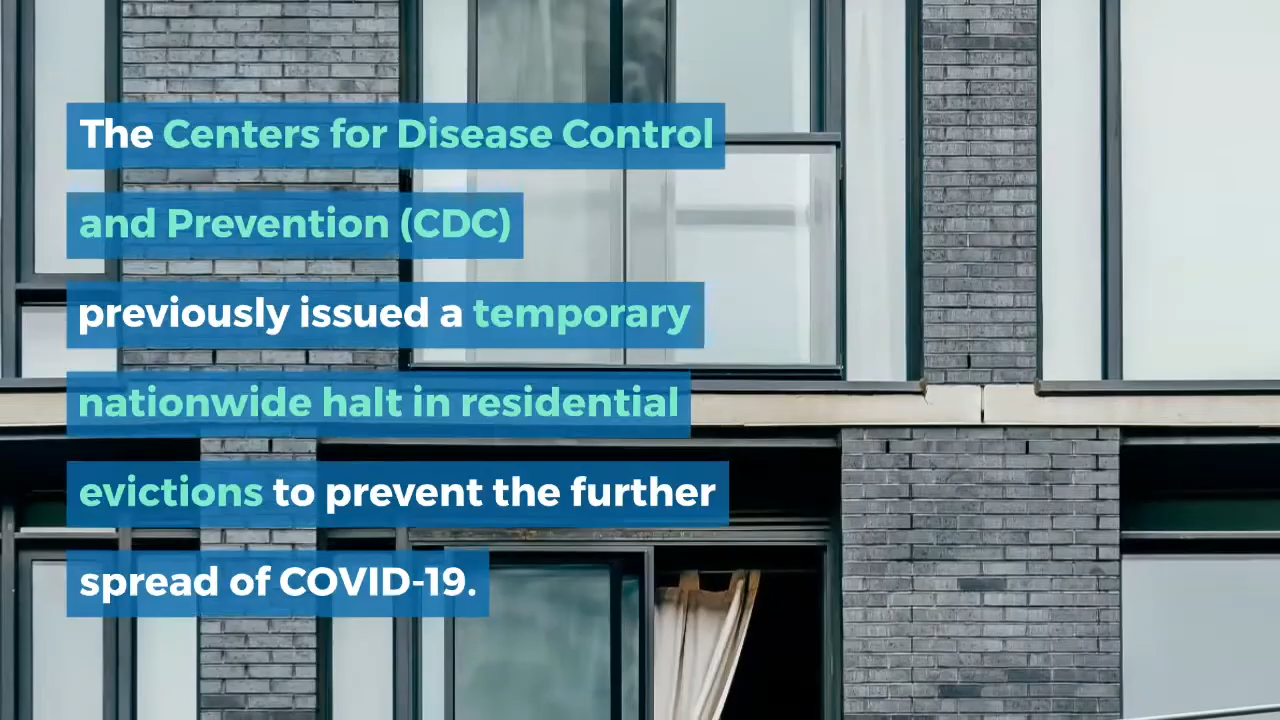 The Centers for Disease Control
and Prevention (CDC)
previously issued a temporary
nationwide halt in residential
evictions to prevent the further
spread of COVID-19.